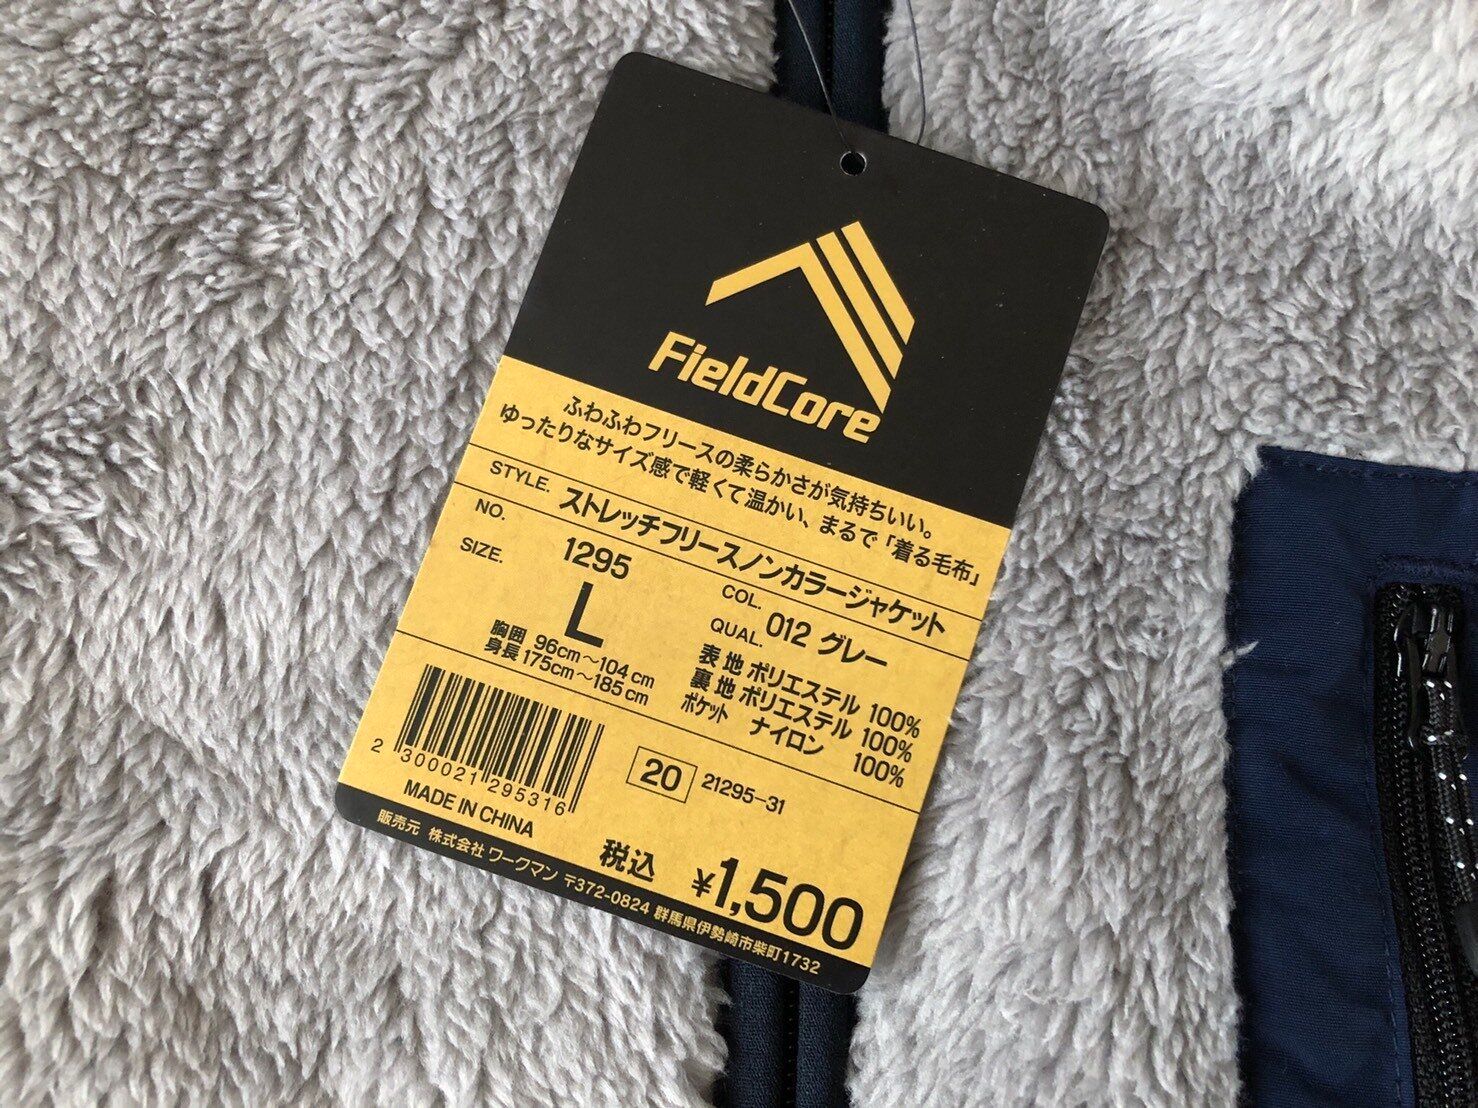 FieldCore
ふわふわフリースの柔らかさが気持ちいい。
ゆったりなサイズ感で軽くて温かい、まるで「着る毛布」
STYLE. ストレッチフリースノンカラージャケット
NO. 1295
COL. 012 グレー
SIZE. L
胸囲 96cm～104cm
身長 175cm～185cm
QUAL.
表地 ポリエステル 100%
裏地 ポリエステル 100%
ポケット ナイロン 100%
2 300021 295316
20 21295-31
MADE IN CHINA
税込 ¥1,500
販売元 株式会社 ワークマン 〒372-0824 群馬県伊勢崎市柴町1732